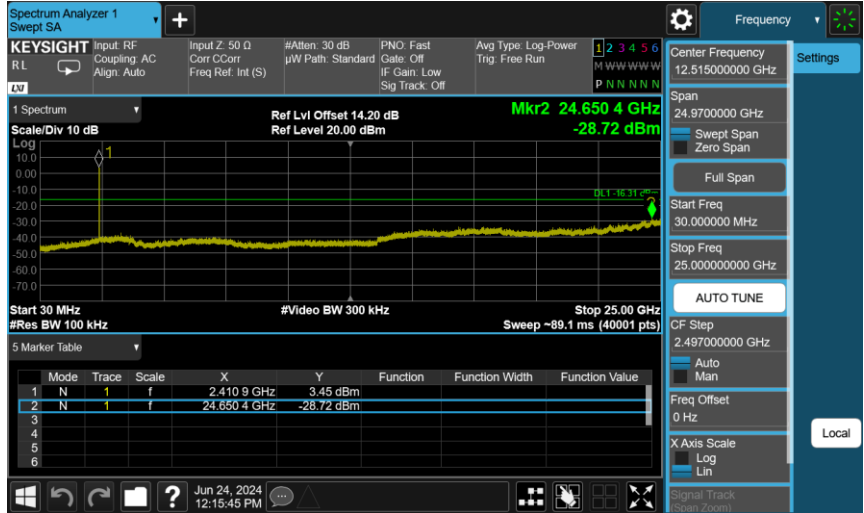 Spectrum Analyzer 1
Swept SA
+
Frequency
KEYSIGHT
RL
LXI
Input: RF
Coupling: AC
Align: Auto
Input Z: 50 Ω
Corr CCorr
Freq Ref: Int (S)
#Atten: 30 dB
µW Path: Standard
PNO: Fast
Gate: Off
IF Gain: Low
Sig Track: Off
Avg Type: Log-Power
Trig: Free Run
1 2 3 4 5 6
M W W W W W
P N N N N N
Center Frequency
12.515000000 GHz
Settings
Span
24.9700000 GHz
Swept Span
Zero Span
Full Span
Start Freq
30.000000 MHz
Stop Freq
25.000000000 GHz
AUTO TUNE
CF Step
2.497000000 GHz
Auto
Man
Freq Offset
0 Hz
X Axis Scale
Log
Lin
Signal Track
(Span Zoom)
Local
1 Spectrum
Scale/Div 10 dB
Ref Lvl Offset 14.20 dB
Ref Level 20.00 dBm
Mkr2 24.650 4 GHz
-28.72 dBm
Log
10.0
0.00
-10.0
-20.0
-30.0
-40.0
-50.0
-60.0
-70.0
1
DL1 -16.31 dBm
2
Start 30 MHz
#Video BW 300 kHz
Stop 25.00 GHz
#Res BW 100 kHz
Sweep ~89.1 ms (40001 pts)
5 Marker Table
Mode Trace Scale X Y Function Function Width Function Value
1 N 1 f 2.410 9 GHz 3.45 dBm
2 N 1 f 24.650 4 GHz -28.72 dBm
3
4
5
6
?
Jun 24, 2024
12:15:45 PM